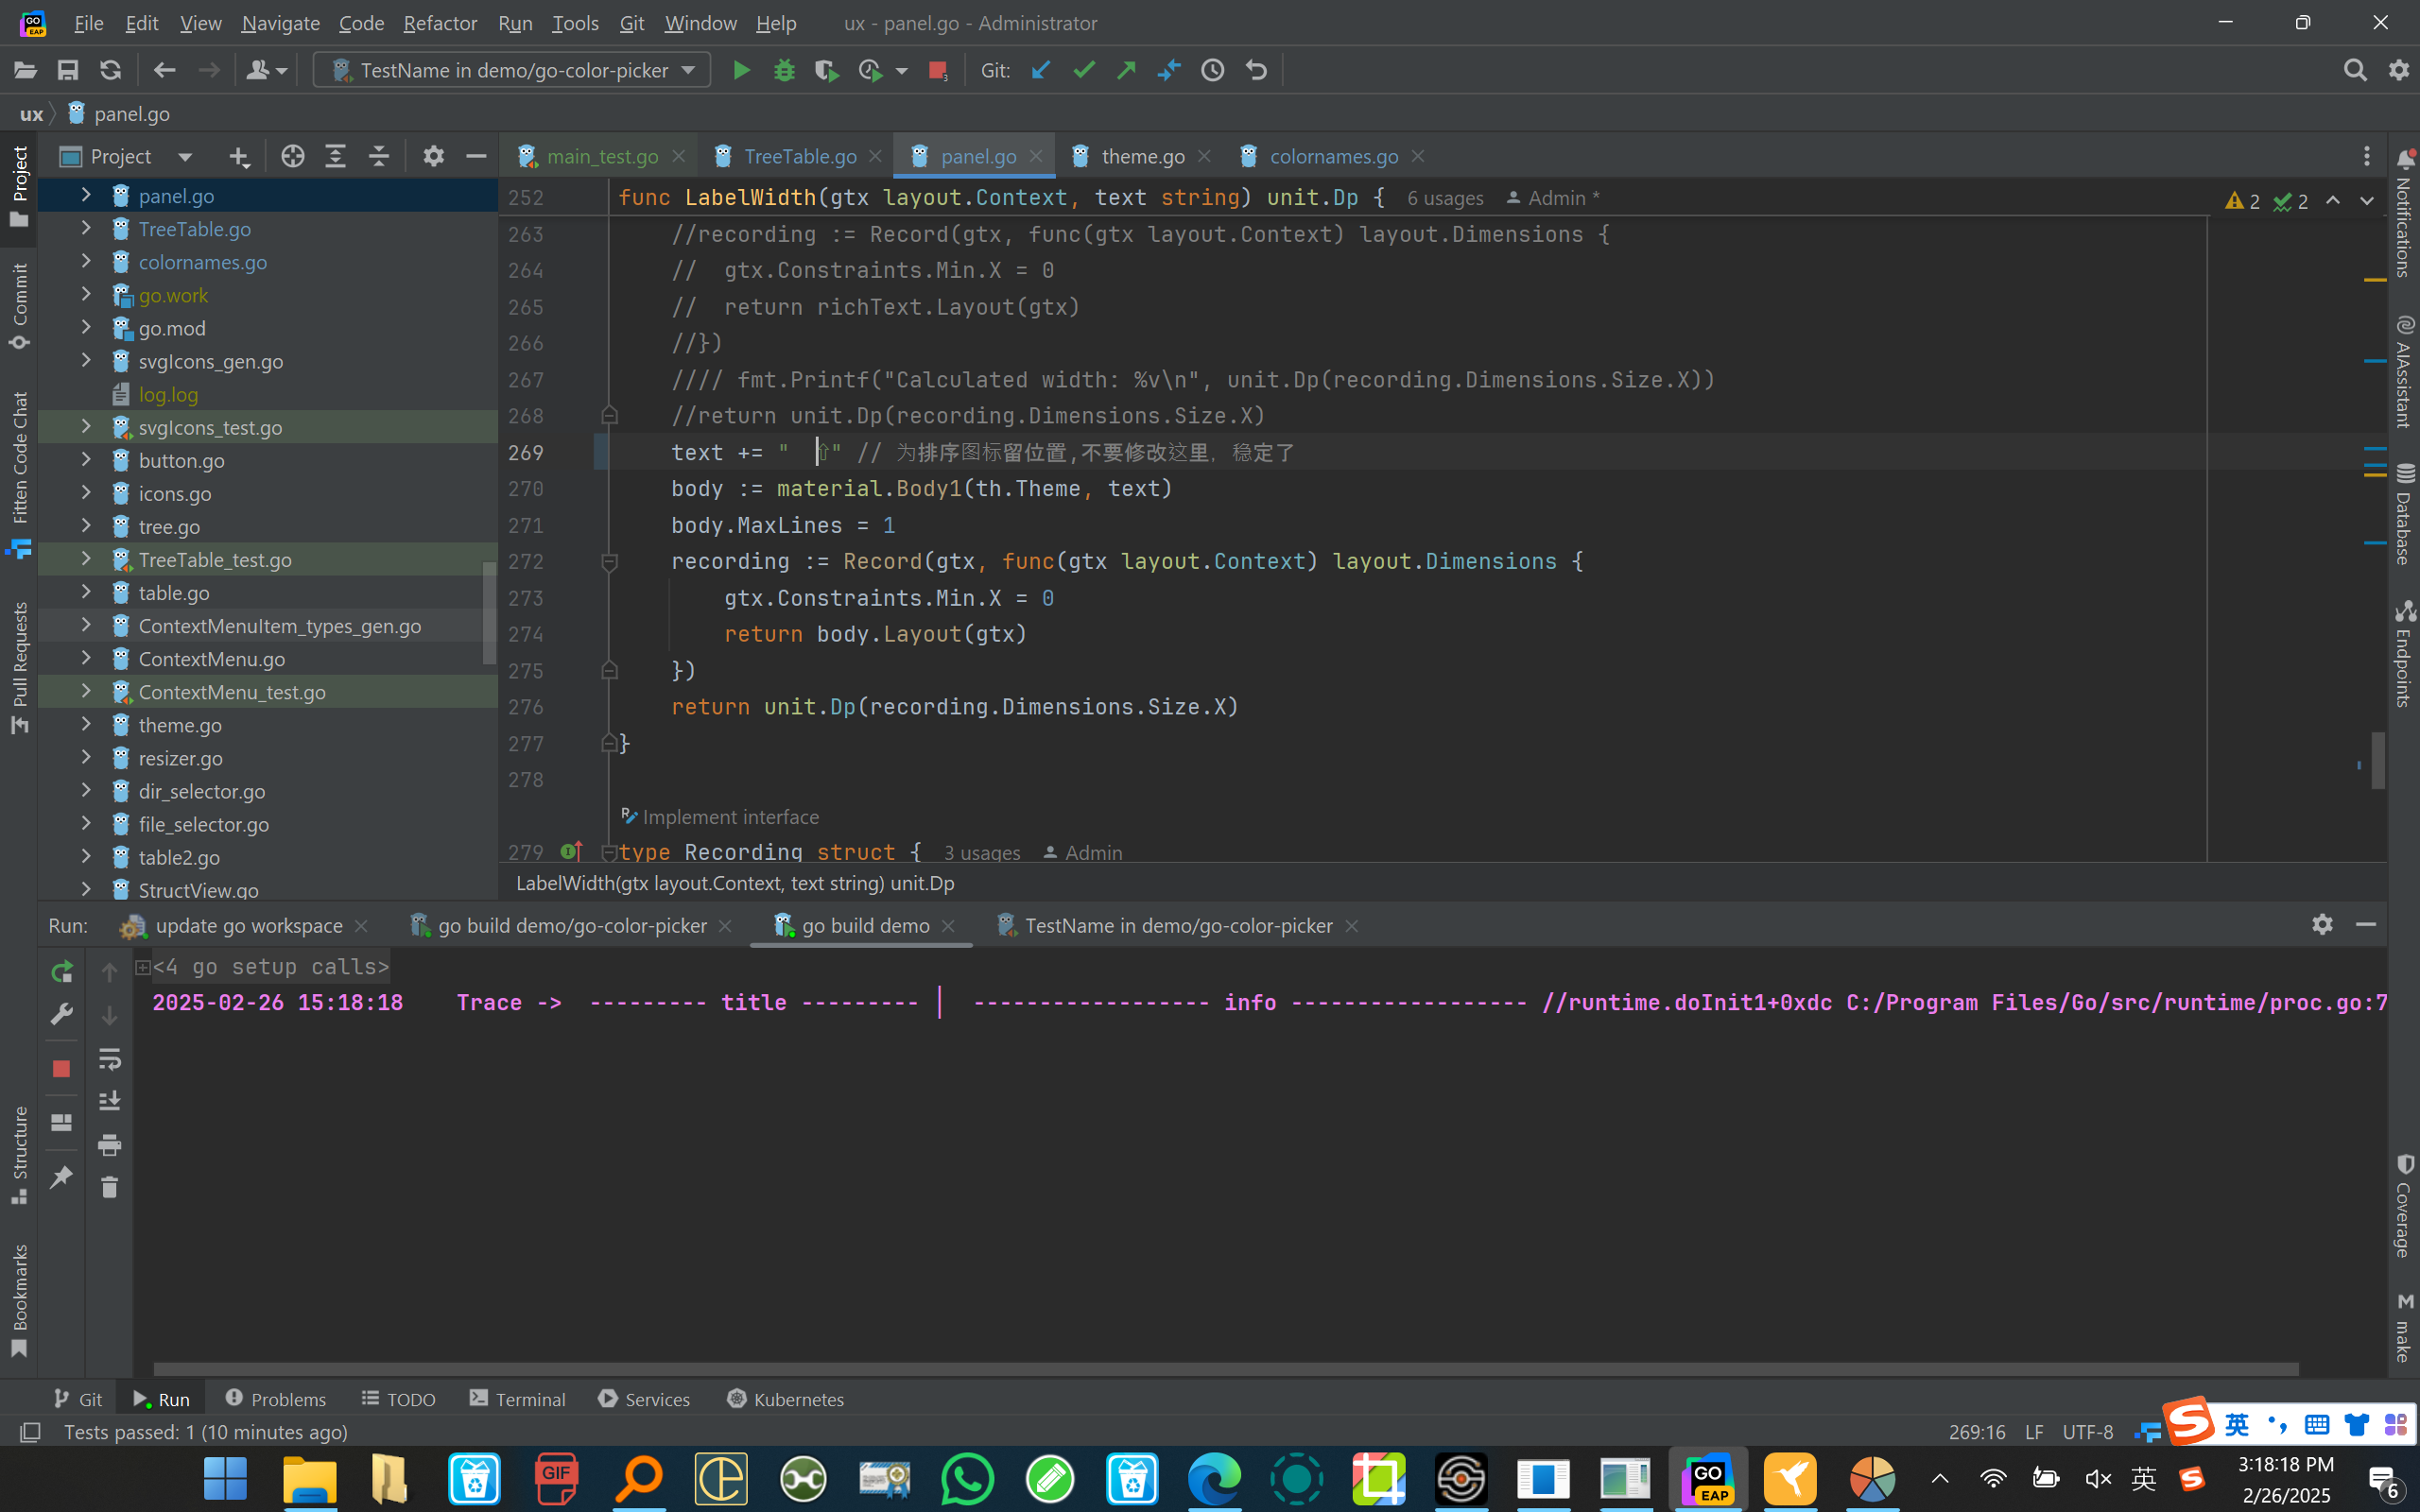 File Edit View Navigate Code Refactor Run Tools Git Window Help ux - panel.go - Administrator
TestName in demo/go-color-picker Git:
ux panel.go
Project
main_test.go TreeTable.go panel.go theme.go colornames.go
panel.go
TreeTable.go
colornames.go
go.work
go.mod
svgIcons_gen.go
log.log
svgIcons_test.go
button.go
icons.go
tree.go
TreeTable_test.go
table.go
ContextMenuItem_types_gen.go
ContextMenu.go
ContextMenu_test.go
theme.go
resizer.go
dir_selector.go
file_selector.go
table2.go
StructView.go
252 func LabelWidth(gtx layout.Context, text string) unit.Dp { 6 usages Admin *
2 2
263 //recording := Record(gtx, func(gtx layout.Context) layout.Dimensions {
264 //  gtx.Constraints.Min.X = 0
265 //  return richText.Layout(gtx)
266 //})
267 //// fmt.Printf("Calculated width: %v\n", unit.Dp(recording.Dimensions.Size.X))
268 //return unit.Dp(recording.Dimensions.Size.X)
269 text += "  ⇧" // 为排序图标留位置,不要修改这里，稳定了
270 body := material.Body1(th.Theme, text)
271 body.MaxLines = 1
272 recording := Record(gtx, func(gtx layout.Context) layout.Dimensions {
273 gtx.Constraints.Min.X = 0
274 return body.Layout(gtx)
275 })
276 return unit.Dp(recording.Dimensions.Size.X)
277 }
278
Implement interface
279 type Recording struct { 3 usages Admin
LabelWidth(gtx layout.Context, text string) unit.Dp
Project
Commit
Fitten Code Chat
Pull Requests
Structure
Bookmarks
Notifications
AIAssistant
Database
Endpoints
Coverage
make
Run: update go workspace go build demo/go-color-picker go build demo TestName in demo/go-color-picker
<4 go setup calls>
2025-02-26 15:18:18 Trace -> --------- title --------- │ ------------------ info ------------------ //runtime.doInit1+0xdc C:/Program Files/Go/src/runtime/proc.go:7
Git Run Problems TODO Terminal Services Kubernetes
Tests passed: 1 (10 minutes ago)
269:16 LF UTF-8
英
GIF
GO
EAP
英
3:18:18 PM
2/26/2025
6